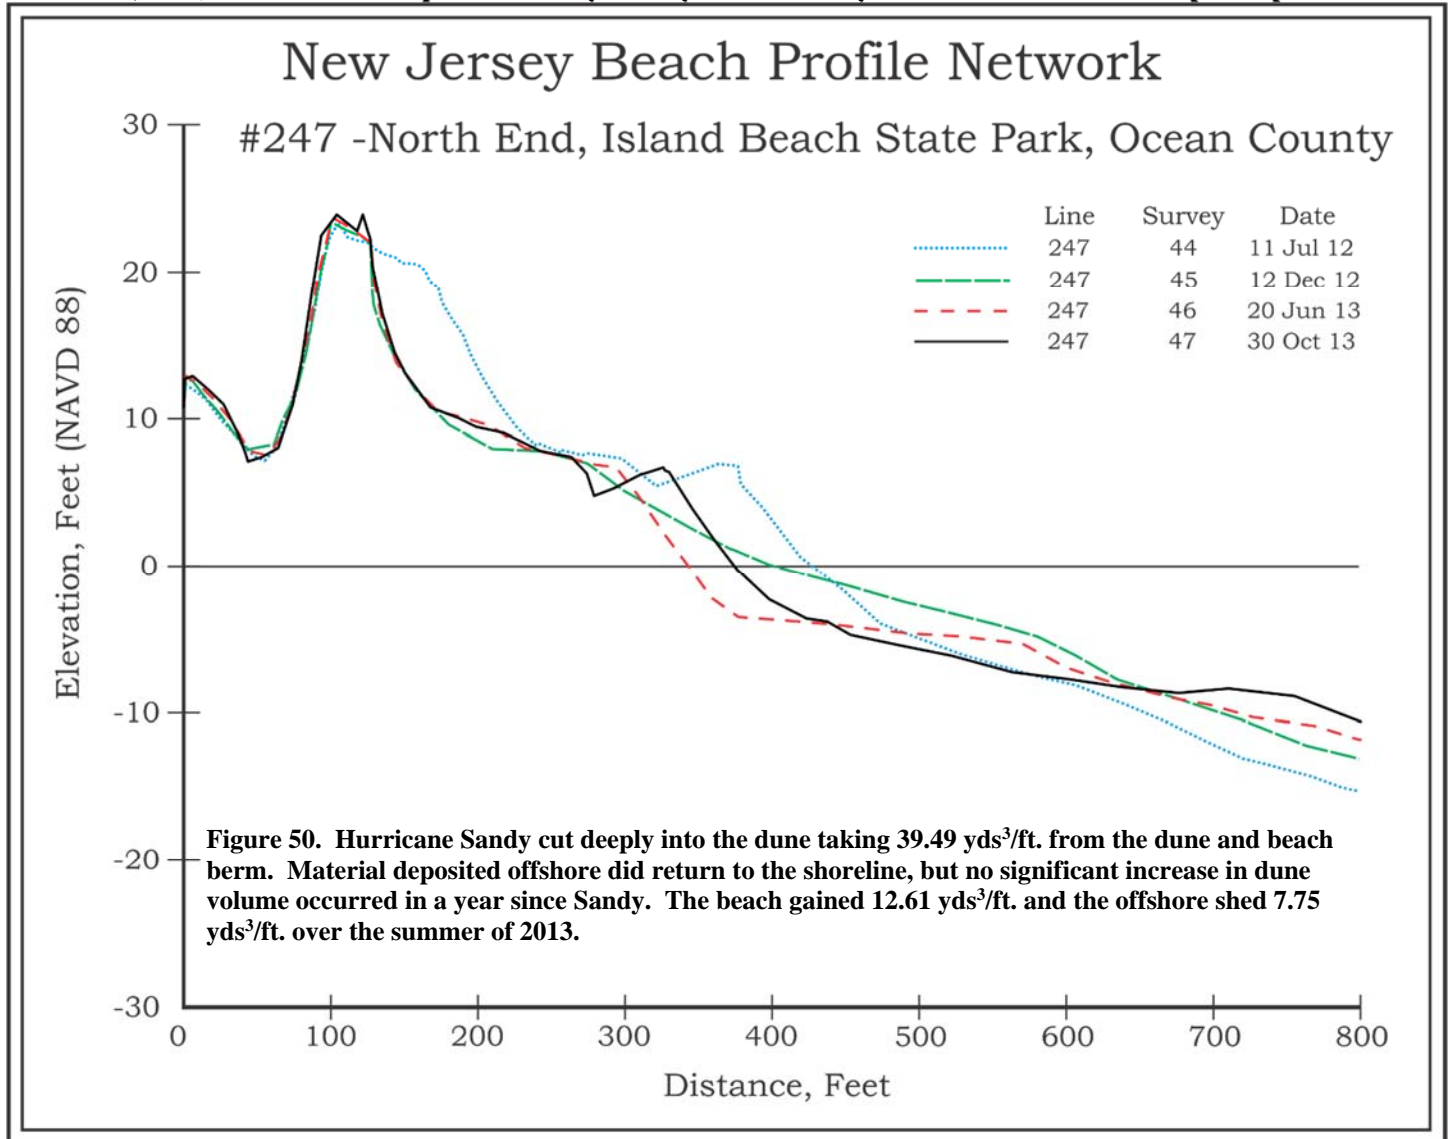 New Jersey Beach Profile Network
#247 -North End, Island Beach State Park, Ocean County
Line Survey Date
247 44 11 Jul 12
247 45 12 Dec 12
247 46 20 Jun 13
247 47 30 Oct 13
Elevation, Feet (NAVD 88)
30
20
10
0
-10
-20
-30
Figure 50. Hurricane Sandy cut deeply into the dune taking 39.49 yds³/ft. from the dune and beach
berm. Material deposited offshore did return to the shoreline, but no significant increase in dune
volume occurred in a year since Sandy. The beach gained 12.61 yds³/ft. and the offshore shed 7.75
yds³/ft. over the summer of 2013.
0 100 200 300 400 500 600 700 800
Distance, Feet